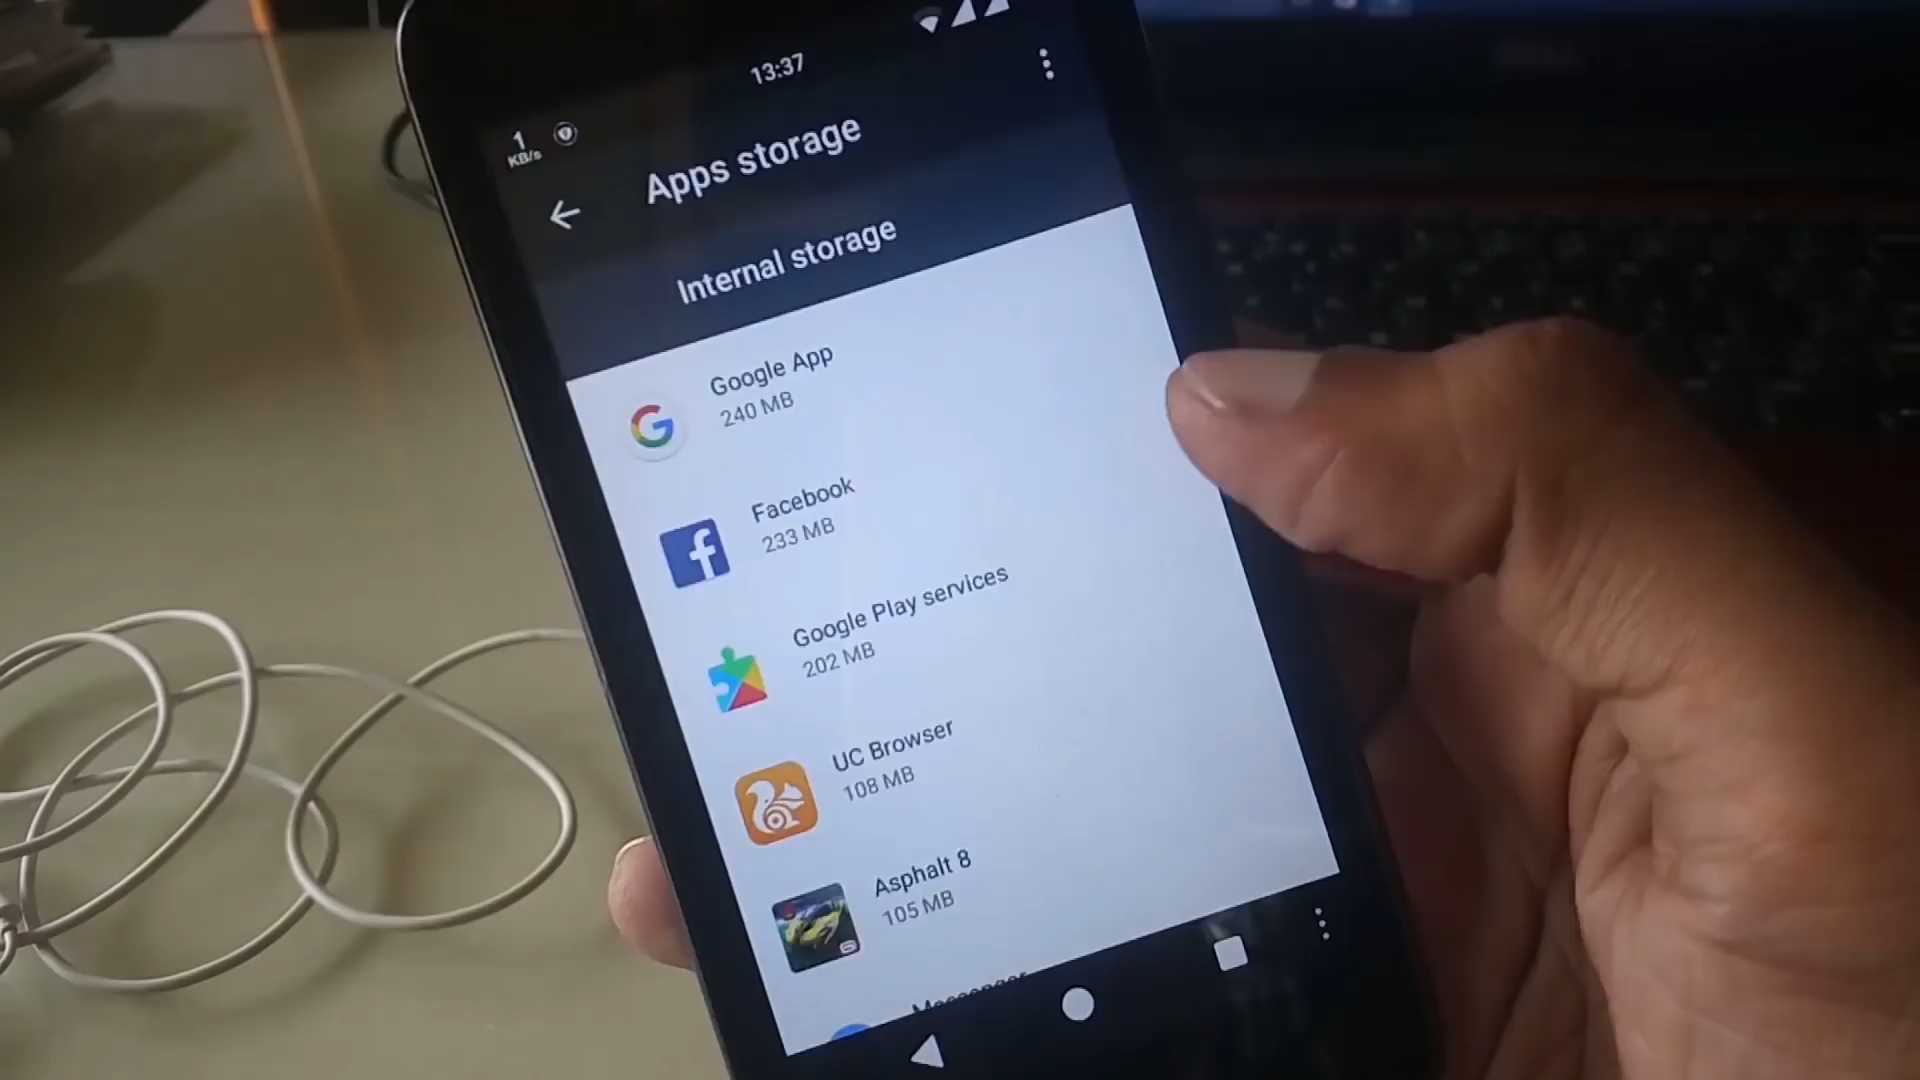 13:37
1
KB/s
Apps storage
Internal storage
Google App
240 MB
Facebook
233 MB
Google Play services
202 MB
UC Browser
108 MB
Asphalt 8
105 MB
Messenger